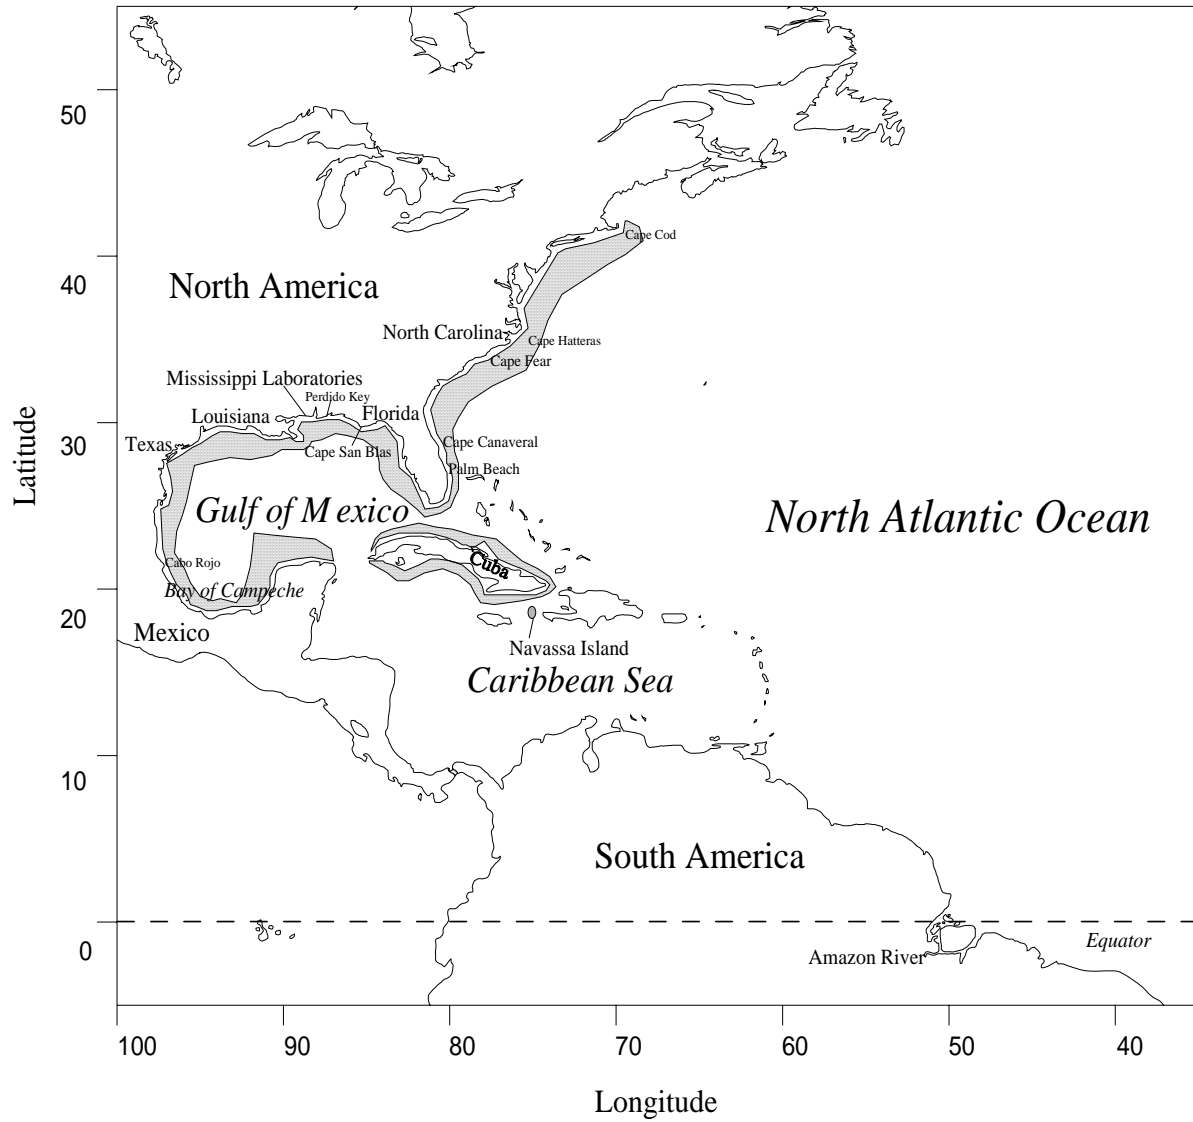 50
Cape Cod
40
North America
North Carolina
Cape Hatteras
Cape Fear
Mississippi Laboratories
Perdido Key
Louisiana
Florida
30
Texas
Cape San Blas
Cape Canaveral
Palm Beach
Latitude
Gulf of Mexico
North Atlantic Ocean
Cabo Rojo
Cuba
Bay of Campeche
20
Mexico
Navassa Island
Caribbean Sea
10
South America
0
Equator
Amazon River
100 90 80 70 60 50 40
Longitude